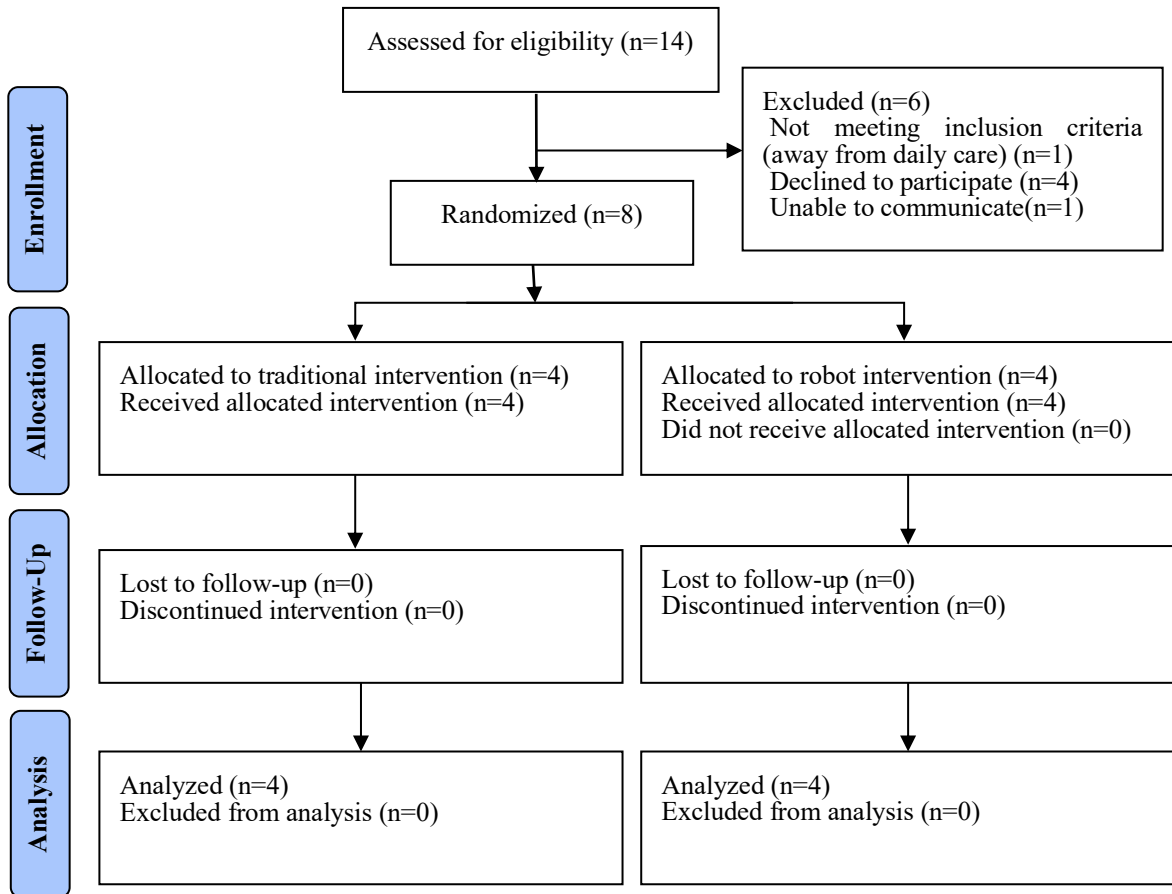 Assessed for eligibility (n=14)
Enrollment
Excluded (n=6)
Not meeting inclusion criteria
(away from daily care) (n=1)
Declined to participate (n=4)
Unable to communicate(n=1)
Randomized (n=8)
Allocation
Allocated to traditional intervention (n=4)
Received allocated intervention (n=4)
Allocated to robot intervention (n=4)
Received allocated intervention (n=4)
Did not receive allocated intervention (n=0)
Follow-Up
Lost to follow-up (n=0)
Discontinued intervention (n=0)
Lost to follow-up (n=0)
Discontinued intervention (n=0)
Analysis
Analyzed (n=4)
Excluded from analysis (n=0)
Analyzed (n=4)
Excluded from analysis (n=0)